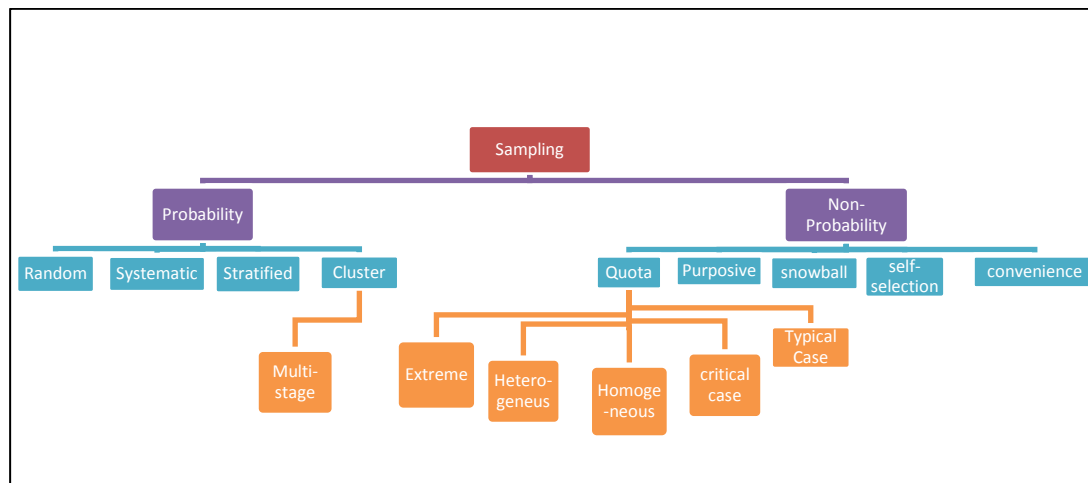 Sampling
Probability
Non-
Probability
Random
Systematic
Stratified
Cluster
Quota
Purposive
snowball
self-
selection
convenience
Multi-
stage
Extreme
Hetero-
geneus
Homoge
-neous
critical
case
Typical
Case